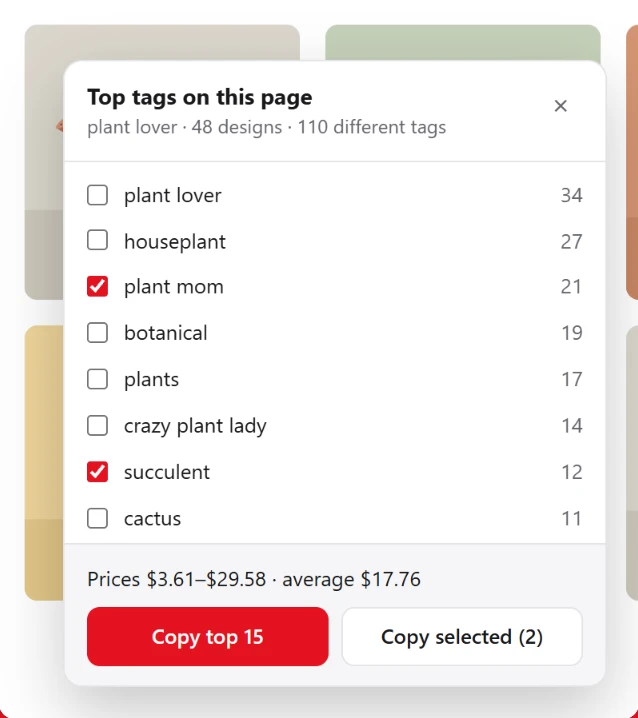 Top tags on this page
×
plant lover · 48 designs · 110 different tags
plant lover 34
houseplant 27
plant mom 21
botanical 19
plants 17
crazy plant lady 14
succulent 12
cactus 11
Prices $3.61–$29.58 · average $17.76
Copy top 15
Copy selected (2)